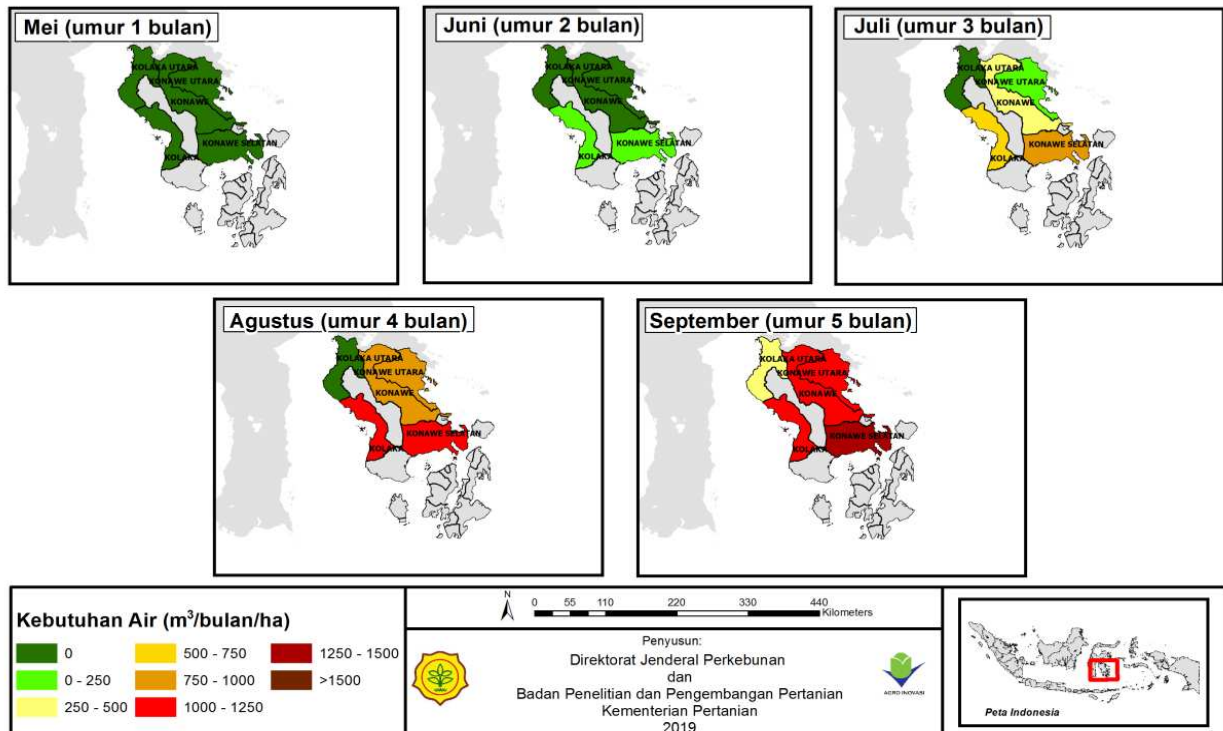 Mei (umur 1 bulan)
KOLAKA UTARA
KONAWE UTARA
KONAWE
KONAWE SELATAN
KOLAKA
Juni (umur 2 bulan)
KOLAKA UTARA
KONAWE UTARA
KONAWE
KONAWE SELATAN
KOLAKA
Juli (umur 3 bulan)
KOLAKA UTARA
KONAWE UTARA
KONAWE
KONAWE SELATAN
KOLAKA
Agustus (umur 4 bulan)
KOLAKA UTARA
KONAWE UTARA
KONAWE
KONAWE SELATAN
KOLAKA
September (umur 5 bulan)
KOLAKA UTARA
KONAWE UTARA
KONAWE
KONAWE SELATAN
KOLAKA
Kebutuhan Air (m³/bulan/ha)
0
0 - 250
250 - 500
500 - 750
750 - 1000
1000 - 1250
1250 - 1500
>1500
N
0 55 110 220 330 440
Kilometers
Penyusun:
Direktorat Jenderal Perkebunan
dan
Badan Penelitian dan Pengembangan Pertanian
Kementerian Pertanian
2019
AGRO INOVASI
Peta Indonesia